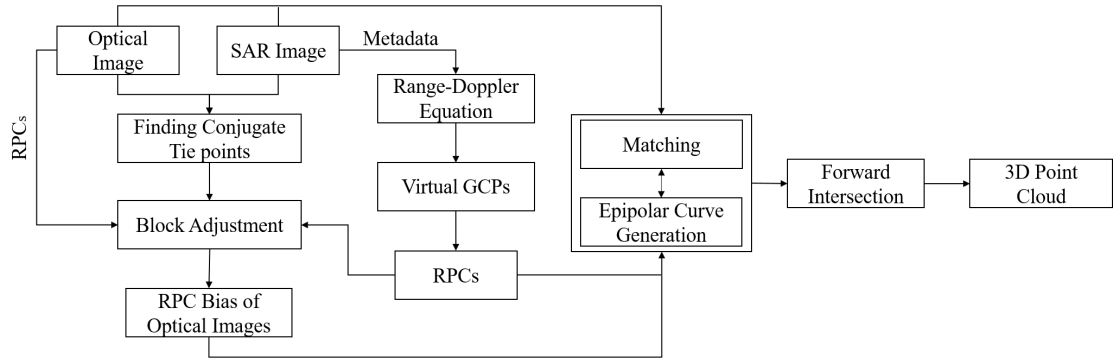 Optical
Image
SAR Image
Metadata
Range-Doppler
Equation
RPCs
Finding Conjugate
Tie points
Matching
Virtual GCPs
Forward
Intersection
3D Point
Cloud
Block Adjustment
Epipolar Curve
Generation
RPCs
RPC Bias of
Optical Images